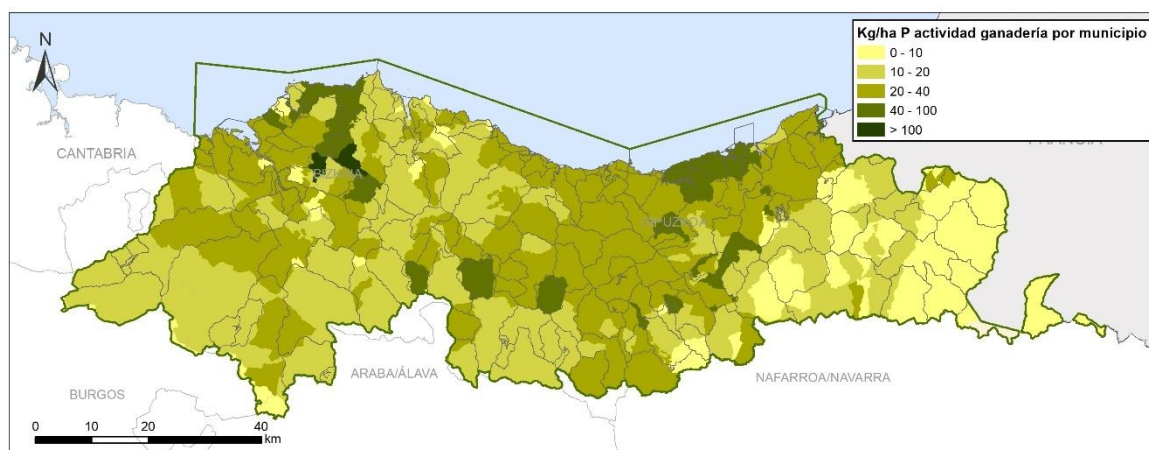 Kg/ha P actividad ganadería por municipio
0 - 10
10 - 20
20 - 40
40 - 100
> 100
N
CANTABRIA
FRANCIA
BIZKAIA
GIPUZKOA
ARABA/ÁLAVA
NAFARROA/NAVARRA
BURGOS
0 10 20 40
km